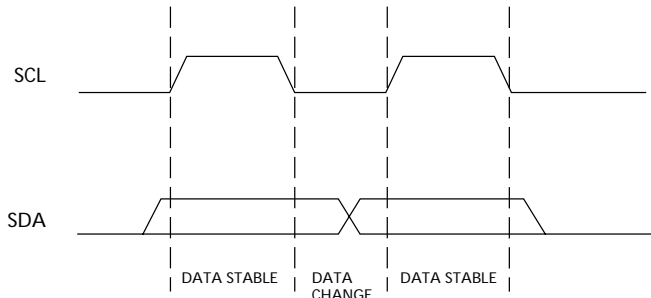 SCL
SDA
DATA STABLE
DATA
CHANGE
DATA STABLE